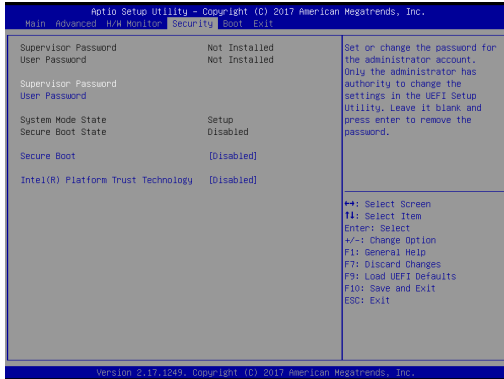 Aptio Setup Utility – Copyright (C) 2017 American Megatrends, Inc.
Main Advanced H/W Monitor Security Boot Exit
Supervisor Password Not Installed
User Password Not Installed
Supervisor Password
User Password
System Mode State Setup
Secure Boot State Disabled
Secure Boot [Disabled]
Intel(R) Platform Trust Technology [Disabled]
Set or change the password for
the administrator account.
Only the administrator has
authority to change the
settings in the UEFI Setup
Utility. Leave it blank and
press enter to remove the
password.
↔: Select Screen
↑↓: Select Item
Enter: Select
+/-: Change Option
F1: General Help
F7: Discard Changes
F9: Load UEFI Defaults
F10: Save and Exit
ESC: Exit
Version 2.17.1249. Copyright (C) 2017 American Megatrends, Inc.